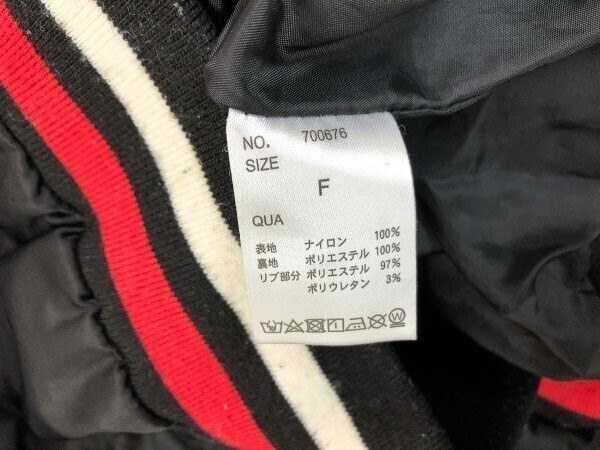 NO. 700676
SIZE
F
QUA
表地 ナイロン 100%
裏地 ポリエステル 100%
リブ部分 ポリエステル 97%
ポリウレタン 3%